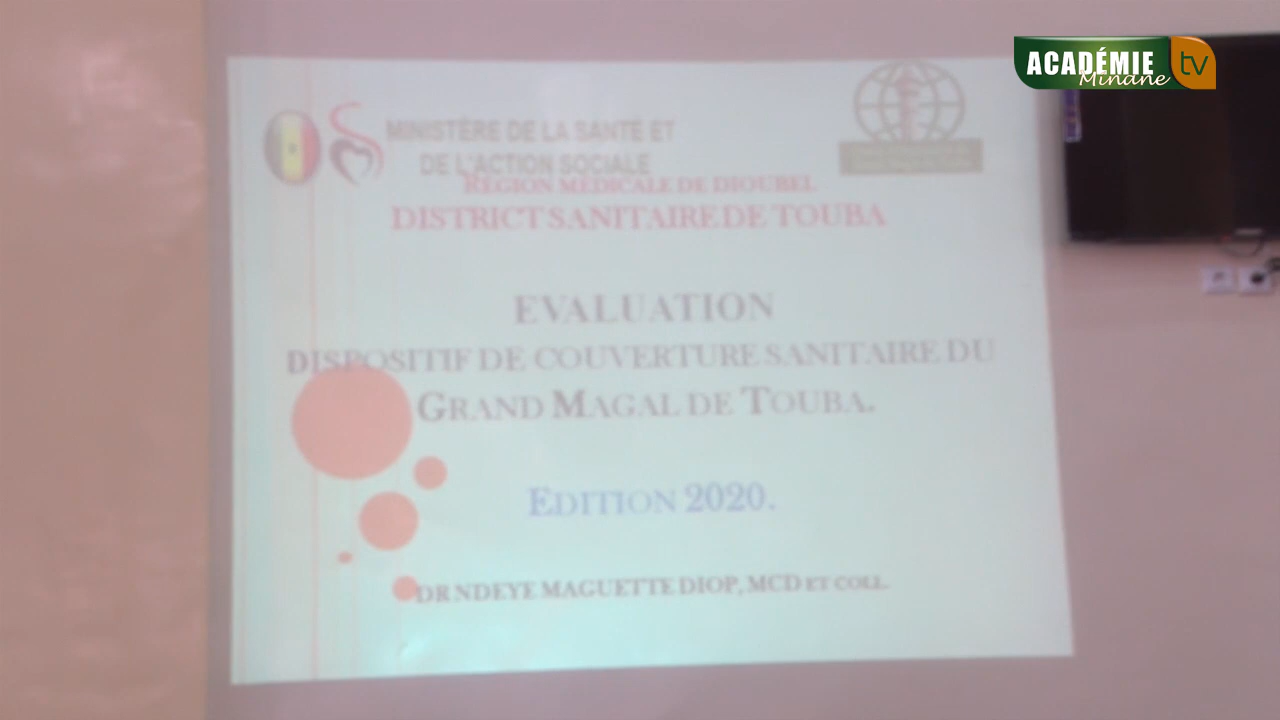 ACADÉMIE tv
Minane
MINISTÈRE DE LA SANTE ET
DE L'ACTION SOCIALE
RÉGION MÉDICALE DE DIOUBEL
DISTRICT SANITAIRE DE TOUBA
EVALUATION
DISPOSITIF DE COUVERTURE SANITAIRE DU
GRAND MAGAL DE TOUBA.
EDITION 2020.
DR NDEYE MAGUETTE DIOP, MCD ET COLL.